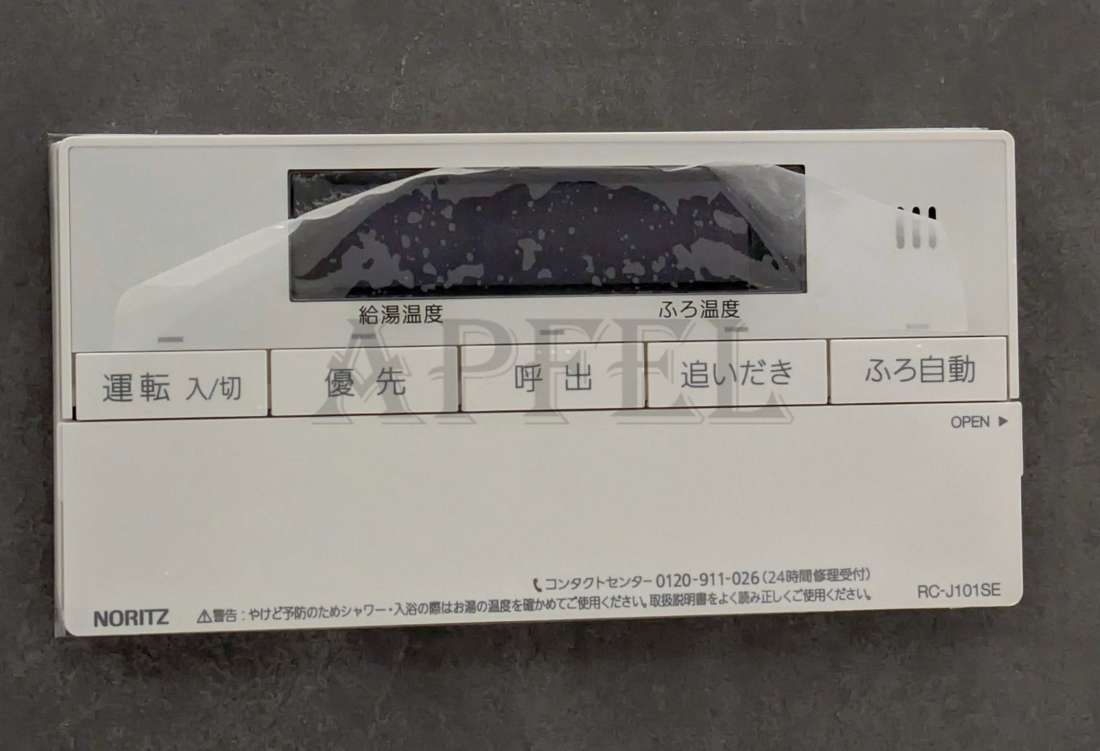 給湯温度 ふろ温度
APFEL
運転 入/切 優先 呼出 追いだき ふろ自動
OPEN ▶
コンタクトセンター 0120-911-026(24時間修理受付)
NORITZ ⚠警告:やけど予防のためシャワー・入浴の際はお湯の温度を確かめてご使用ください。取扱説明書をよく読み正しくご使用ください。 RC-J101SE